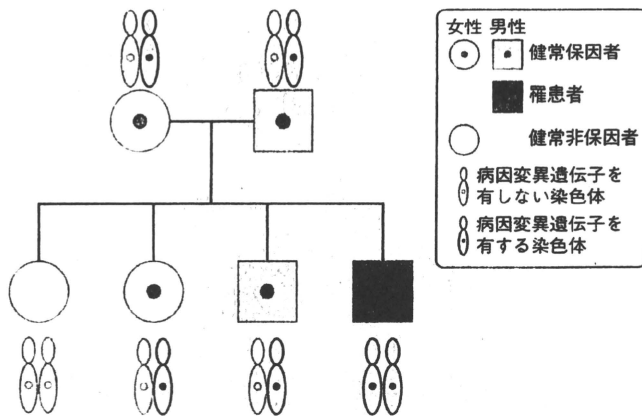 女性 男性
健常保因者
罹患者
健常非保因者
病因変異遺伝子を
有しない染色体
病因変異遺伝子を
有する染色体